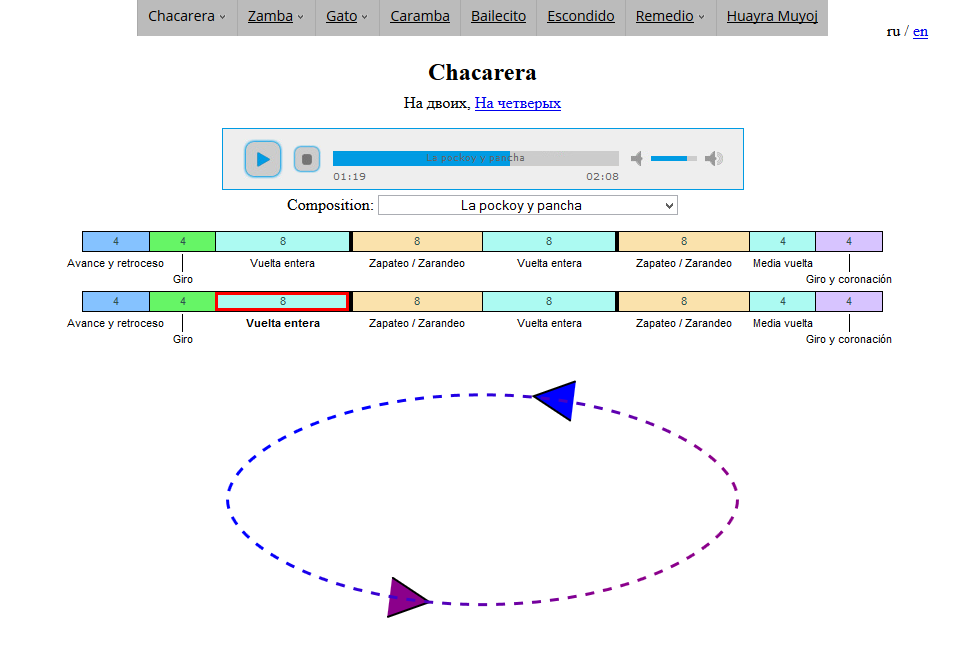 Chacarera Zamba Gato Caramba Bailecito Escondido Remedio Huayra Muyoj
ru / en
Chacarera
На двоих, На четверых
La pockoy y pancha
01:19 02:08
Composition: La pockoy y pancha
4 4 8 8 8 8 4 4
Avance y retroceso Vuelta entera Zapateo / Zarandeo Vuelta entera Zapateo / Zarandeo Media vuelta
Giro Giro y coronación
4 4 8 8 8 8 4 4
Avance y retroceso Vuelta entera Zapateo / Zarandeo Vuelta entera Zapateo / Zarandeo Media vuelta
Giro Giro y coronación